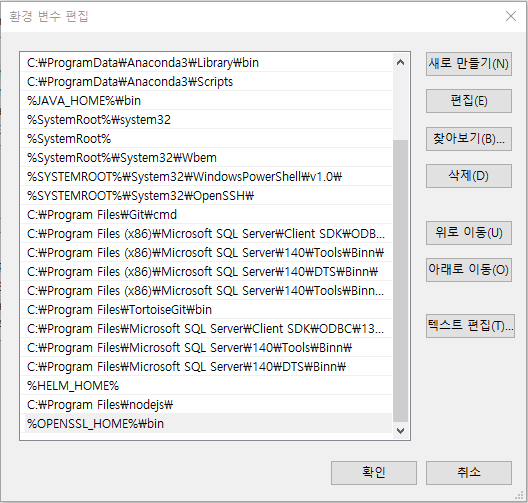 환경 변수 편집
C:₩ProgramData₩Anaconda3₩Library₩bin
C:₩ProgramData₩Anaconda3₩Scripts
%JAVA_HOME%₩bin
%SystemRoot%₩system32
%SystemRoot%
%SystemRoot%₩System32₩Wbem
%SYSTEMROOT%₩System32₩WindowsPowerShell₩v1.0₩
%SYSTEMROOT%₩System32₩OpenSSH₩
C:₩Program Files₩Git₩cmd
C:₩Program Files (x86)₩Microsoft SQL Server₩Client SDK₩ODB...
C:₩Program Files (x86)₩Microsoft SQL Server₩140₩Tools₩Binn₩
C:₩Program Files (x86)₩Microsoft SQL Server₩140₩DTS₩Binn₩
C:₩Program Files (x86)₩Microsoft SQL Server₩140₩Tools₩Binn...
C:₩Program Files₩TortoiseGit₩bin
C:₩Program Files₩Microsoft SQL Server₩Client SDK₩ODBC₩13...
C:₩Program Files₩Microsoft SQL Server₩140₩Tools₩Binn₩
C:₩Program Files₩Microsoft SQL Server₩140₩DTS₩Binn₩
%HELM_HOME%
C:₩Program Files₩nodejs₩
%OPENSSL_HOME%₩bin
새로 만들기(N)
편집(E)
찾아보기(B)...
삭제(D)
위로 이동(U)
아래로 이동(O)
텍스트 편집(T)...
확인
취소